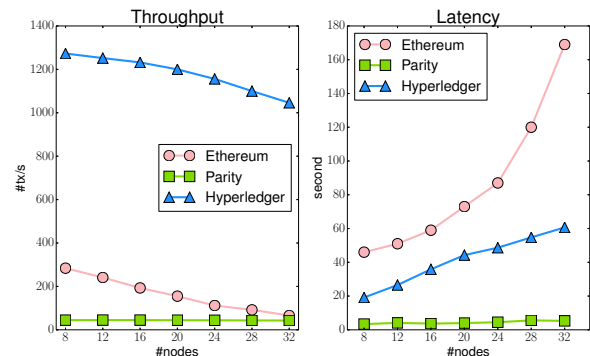 Throughput
1400
1200
1000
800
600
400
200
0
#tx/s
Ethereum
Parity
Hyperledger
8 12 16 20 24 28 32
#nodes
Latency
180
160
140
120
100
80
60
40
20
0
second
Ethereum
Parity
Hyperledger
8 12 16 20 24 28 32
#nodes